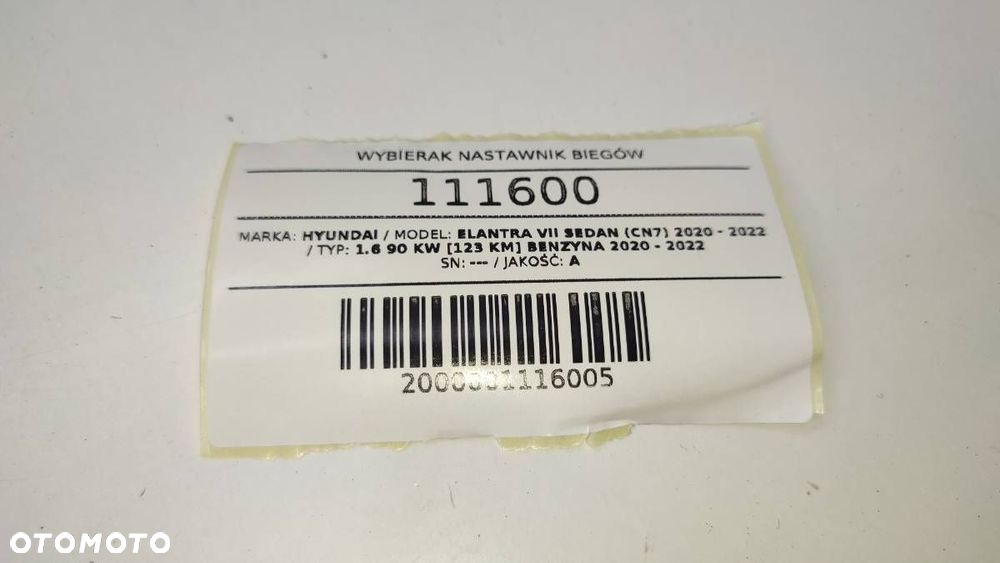 WYBIERAK NASTAWNIK BIEGÓW
111600
MARKA: HYUNDAI / MODEL: ELANTRA VII SEDAN (CN7) 2020 - 2022
/ TYP: 1.6 90 KW [123 KM] BENZYNA 2020 - 2022
SN: --- / JAKOŚĆ: A
2000001116005
OTOMOTO